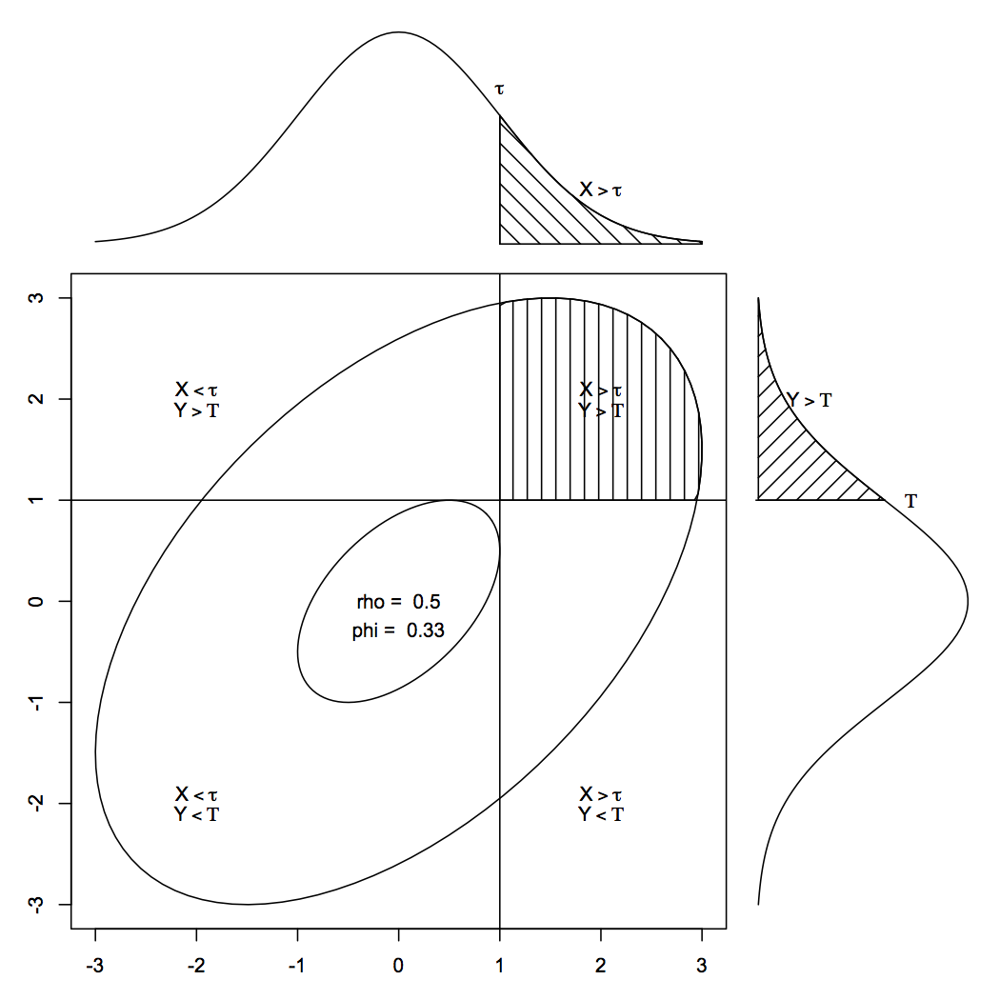 τ
X > τ
3
2
1
0
-1
-2
-3
X < τ
Y > Τ
X > τ
Y > Τ
Y > Τ
Τ
rho = 0.5
phi = 0.33
X < τ
Y < Τ
X > τ
Y < Τ
-3 -2 -1 0 1 2 3